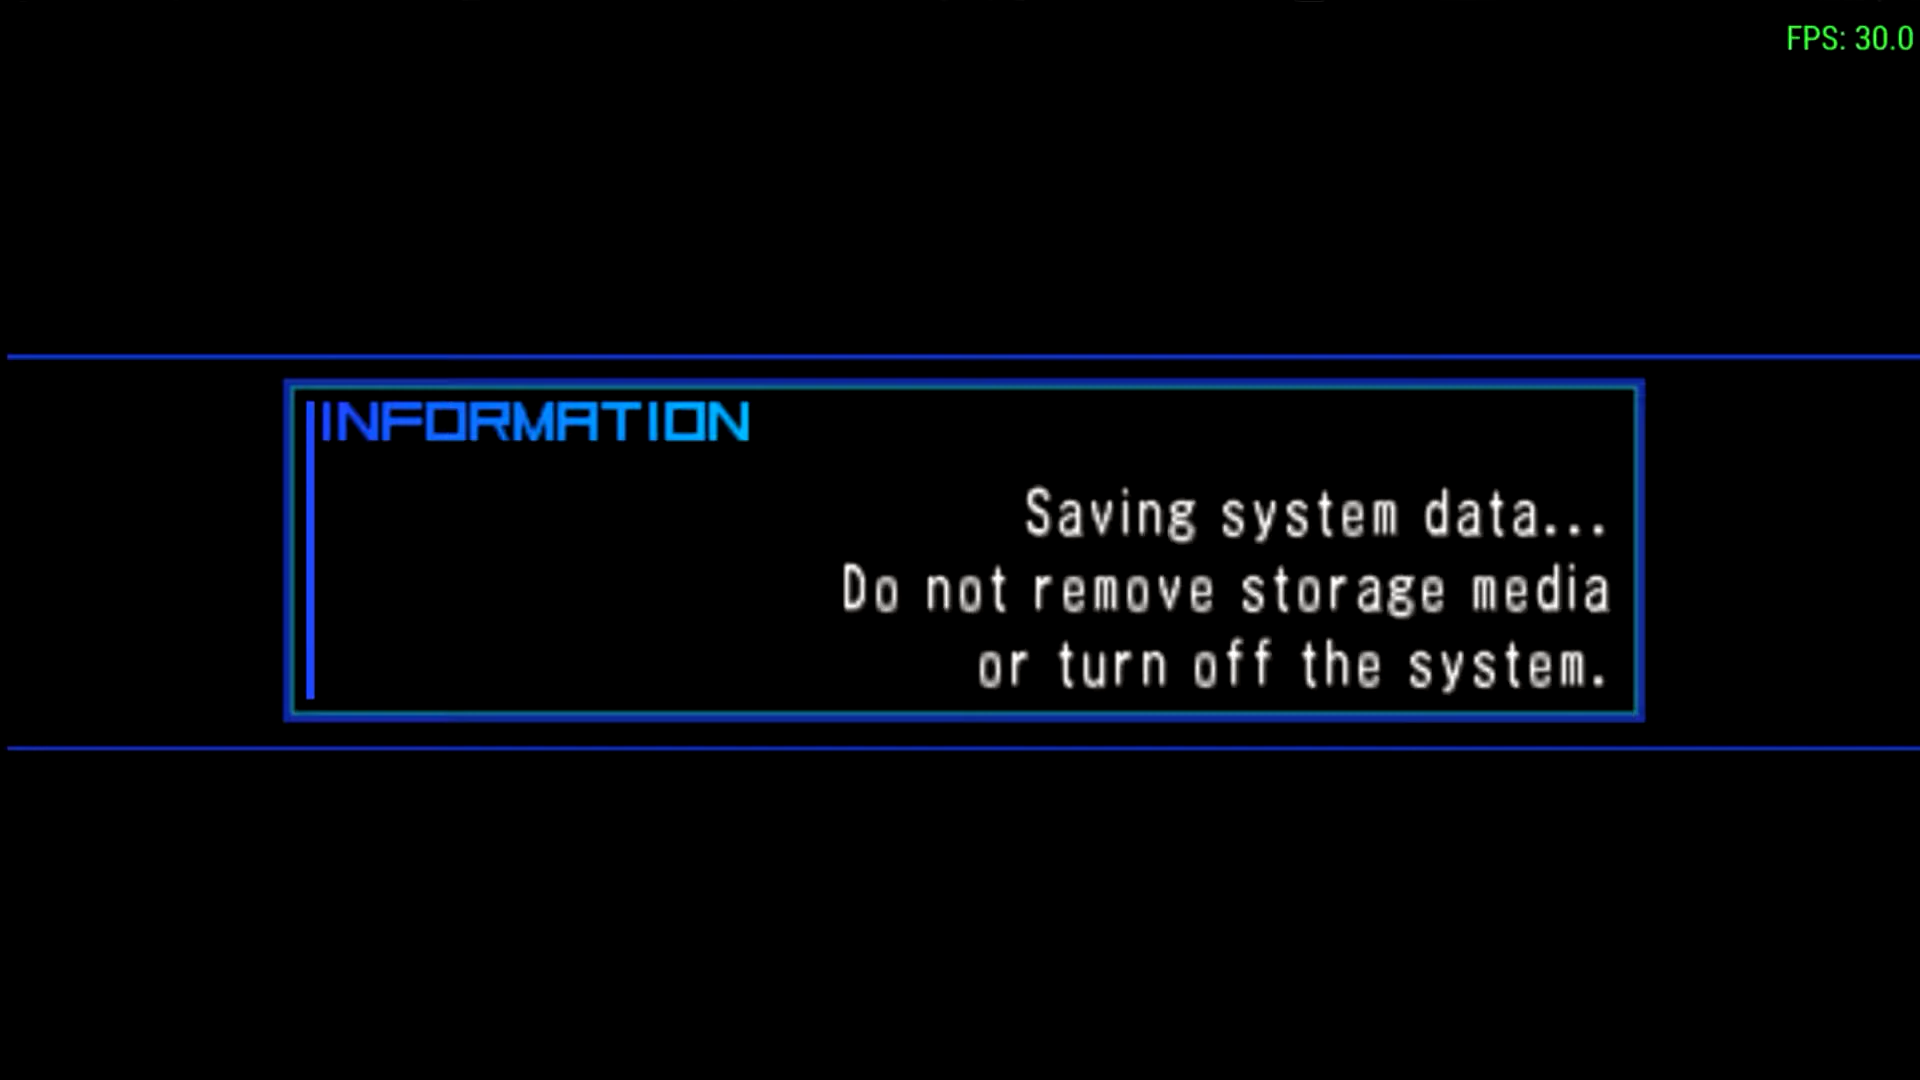 FPS: 30.0
INFORMATION
Saving system data...
Do not remove storage media
or turn off the system.